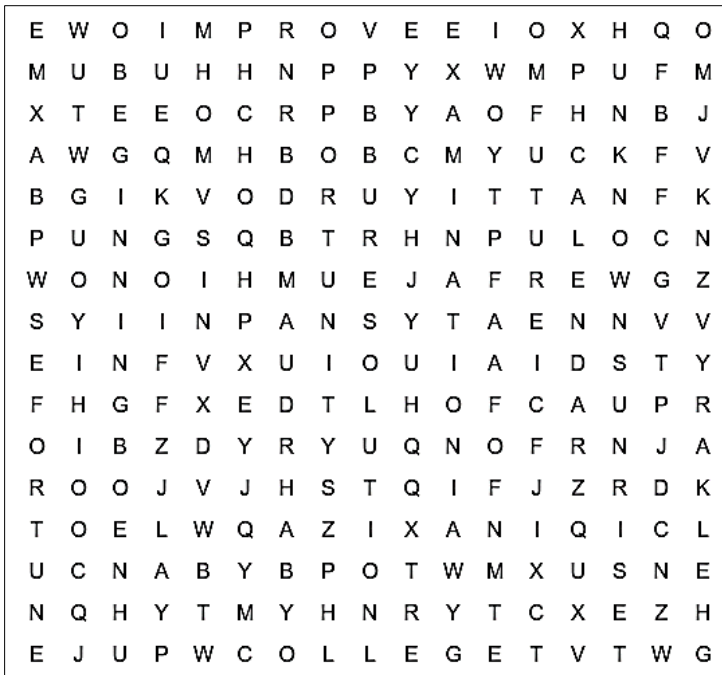 E W O I M P R O V E E I O X H Q O
M U B U H H N P P Y X W M P U F M
X T E E O C R P B Y A O F H N B J
A W G Q M H B O B C M Y U C K F V
B G I K V O D R U Y I T T A N F K
P U N G S Q B T R H N P U L O C N
W O N O I H M U E J A F R E W G Z
S Y I I N P A N S Y T A E N N V V
E I N F V X U I O U I A I D S T Y
F H G F X E D T L H O F C A U P R
O I B Z D Y R Y U Q N O F R N J A
R O O J V J H S T Q I F J Z R D K
T O E L W Q A Z I X A N I Q I C L
U C N A B Y B P O T W M X U S N E
N Q H Y T M Y H N R Y T C X E Z H
E J U P W C O L L E G E T V T W G